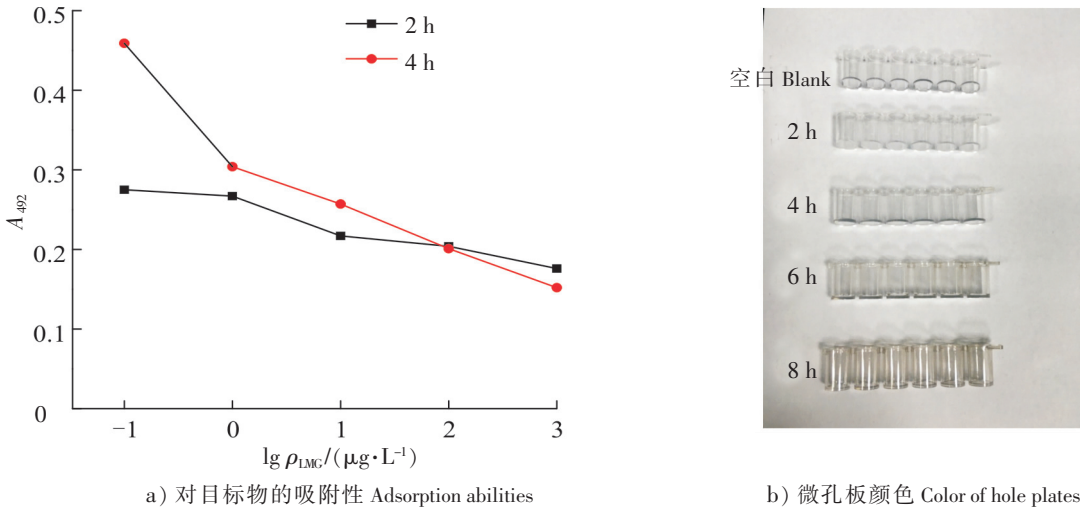 0.5
0.4
0.3
0.2
0.1
0
A₄₉₂
2 h
4 h
−1
0
1
2
3
lg ρLMG/(μg·L⁻¹)
a) 对目标物的吸附性 Adsorption abilities
空白 Blank
2 h
4 h
6 h
8 h
b) 微孔板颜色 Color of hole plates